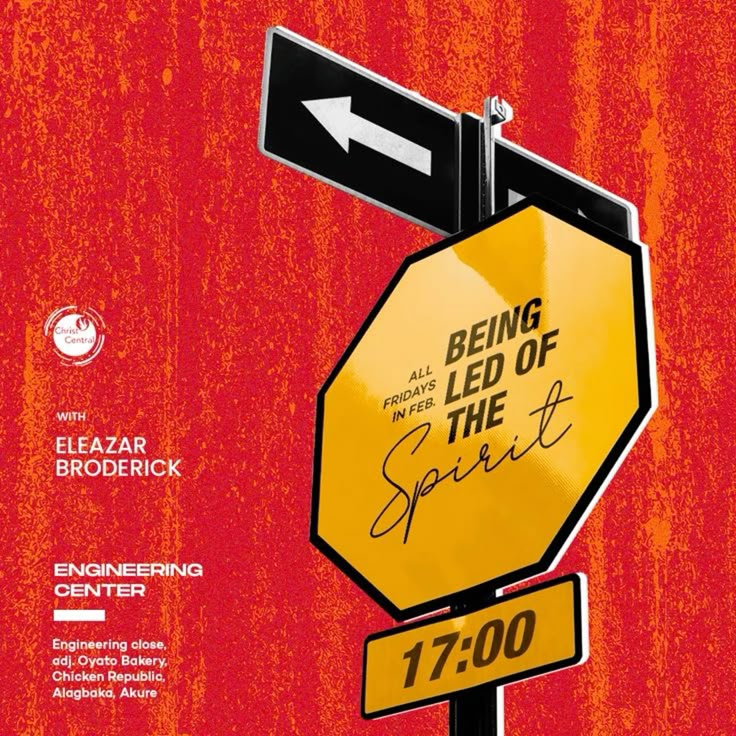 Christ
Central
WITH
ELEAZAR
BRODERICK
ENGINEERING
CENTER
Engineering close,
adj. Oyato Bakery,
Chicken Republic,
Alagbaka, Akure
ALL
FRIDAYS
IN FEB.
BEING
LED OF
THE
Spirit
17:00